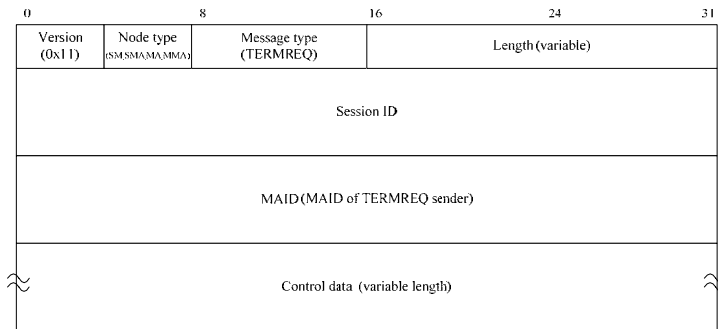 0 8 16 24 31
Version
(0x11)
Node type
(SM,SMA,MA,MMA)
Message type
(TERMREQ)
Length (variable)
Session ID
MAID (MAID of TERMREQ sender)
Control data (variable length)